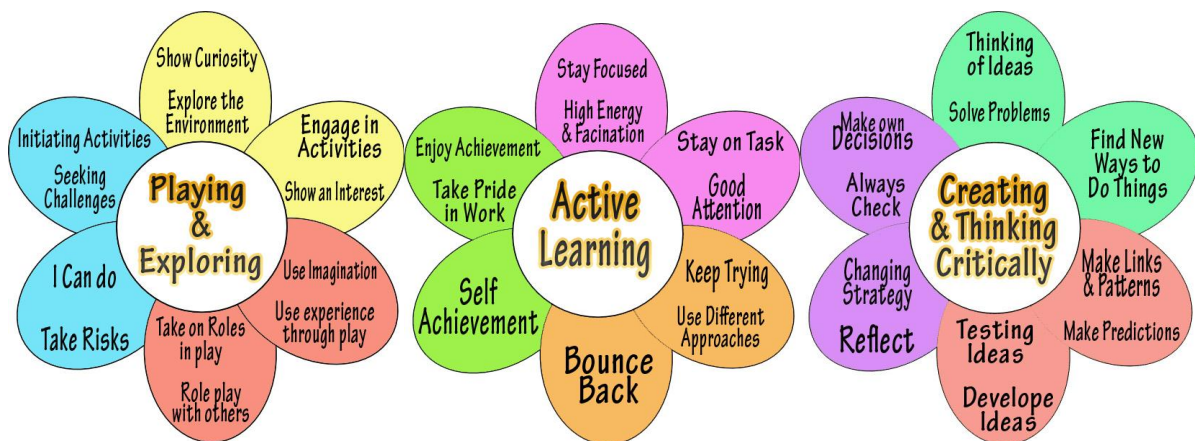 Playing
&
Exploring
Show Curiosity
Explore the
Environment
Engage in
Activities
Show an Interest
Use Imagination
Use experience
through play
Take on Roles
in play
Role play
with others
I Can do
Take Risks
Initiating Activities
Seeking
Challenges
Active
Learning
Stay Focused
High Energy
& Facination
Stay on Task
Good
Attention
Keep Trying
Use Different
Approaches
Bounce
Back
Self
Achievement
Enjoy Achievement
Take Pride
in Work
Creating
& Thinking
Critically
Thinking
of Ideas
Solve Problems
Find New
Ways to
Do Things
Make Links
& Patterns
Make Predictions
Testing
Ideas
Develope
Ideas
Changing
Strategy
Reflect
Make own
Decisions
Always
Check